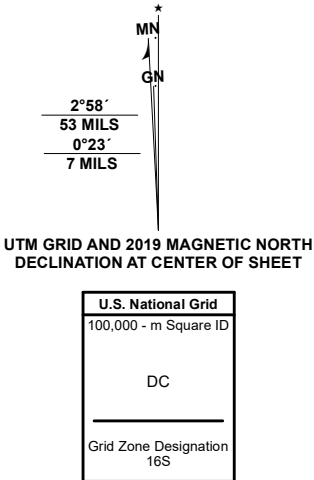 MN
GN
2°58´
53 MILS
0°23´
7 MILS
UTM GRID AND 2019 MAGNETIC NORTH
DECLINATION AT CENTER OF SHEET
U.S. National Grid
100,000 - m Square ID
DC
Grid Zone Designation
16S